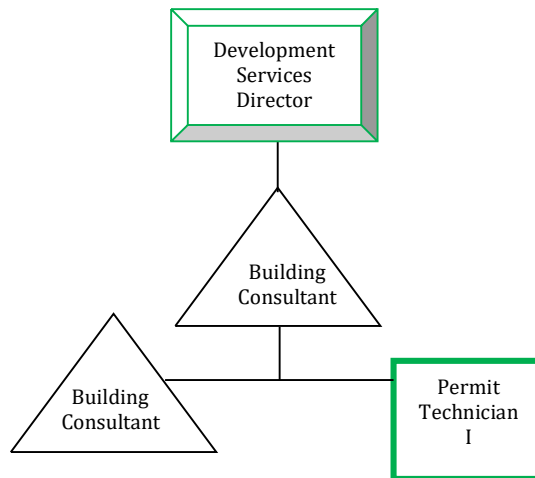 Development
Services
Director
Building
Consultant
Building
Consultant
Permit
Technician
I